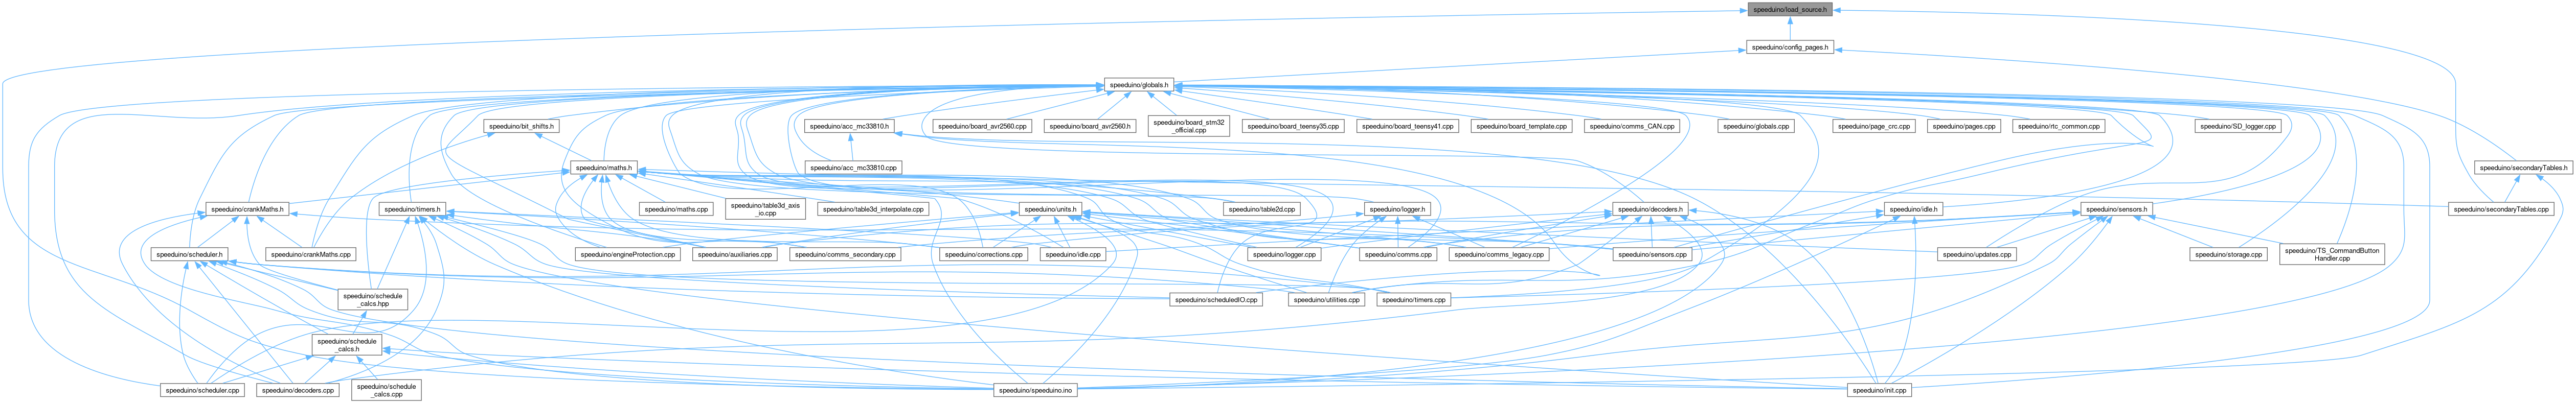 speeduino/load_source.h
speeduino/config_pages.h
speeduino/globals.h
speeduino/bit_shifts.h
speeduino/acc_mc33810.h
speeduino/board_avr2560.cpp
speeduino/board_avr2560.h
speeduino/board_stm32
_official.cpp
speeduino/board_teensy35.cpp
speeduino/board_teensy41.cpp
speeduino/board_template.cpp
speeduino/comms_CAN.cpp
speeduino/globals.cpp
speeduino/page_crc.cpp
speeduino/pages.cpp
speeduino/rtc_common.cpp
speeduino/SD_logger.cpp
speeduino/maths.h
speeduino/acc_mc33810.cpp
speeduino/secondaryTables.h
speeduino/crankMaths.h
speeduino/timers.h
speeduino/maths.cpp
speeduino/table3d_axis
_io.cpp
speeduino/table3d_interpolate.cpp
speeduino/units.h
speeduino/table2d.cpp
speeduino/logger.h
speeduino/decoders.h
speeduino/idle.h
speeduino/sensors.h
speeduino/secondaryTables.cpp
speeduino/scheduler.h
speeduino/crankMaths.cpp
speeduino/engineProtection.cpp
speeduino/auxiliaries.cpp
speeduino/comms_secondary.cpp
speeduino/corrections.cpp
speeduino/idle.cpp
speeduino/logger.cpp
speeduino/comms.cpp
speeduino/comms_legacy.cpp
speeduino/sensors.cpp
speeduino/updates.cpp
speeduino/storage.cpp
speeduino/TS_CommandButton
Handler.cpp
speeduino/schedule
_calcs.hpp
speeduino/scheduledIO.cpp
speeduino/utilities.cpp
speeduino/timers.cpp
speeduino/schedule
_calcs.h
speeduino/scheduler.cpp
speeduino/decoders.cpp
speeduino/schedule
_calcs.cpp
speeduino/speeduino.ino
speeduino/init.cpp